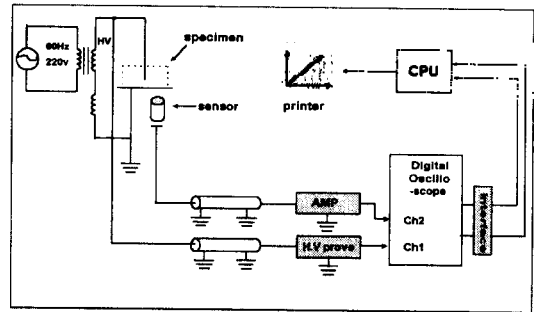 60Hz
220v
HV
specimen
sensor
printer
CPU
Digital
Oscillo
-scope
Ch2
Ch1
AMP
H.V prove
interface